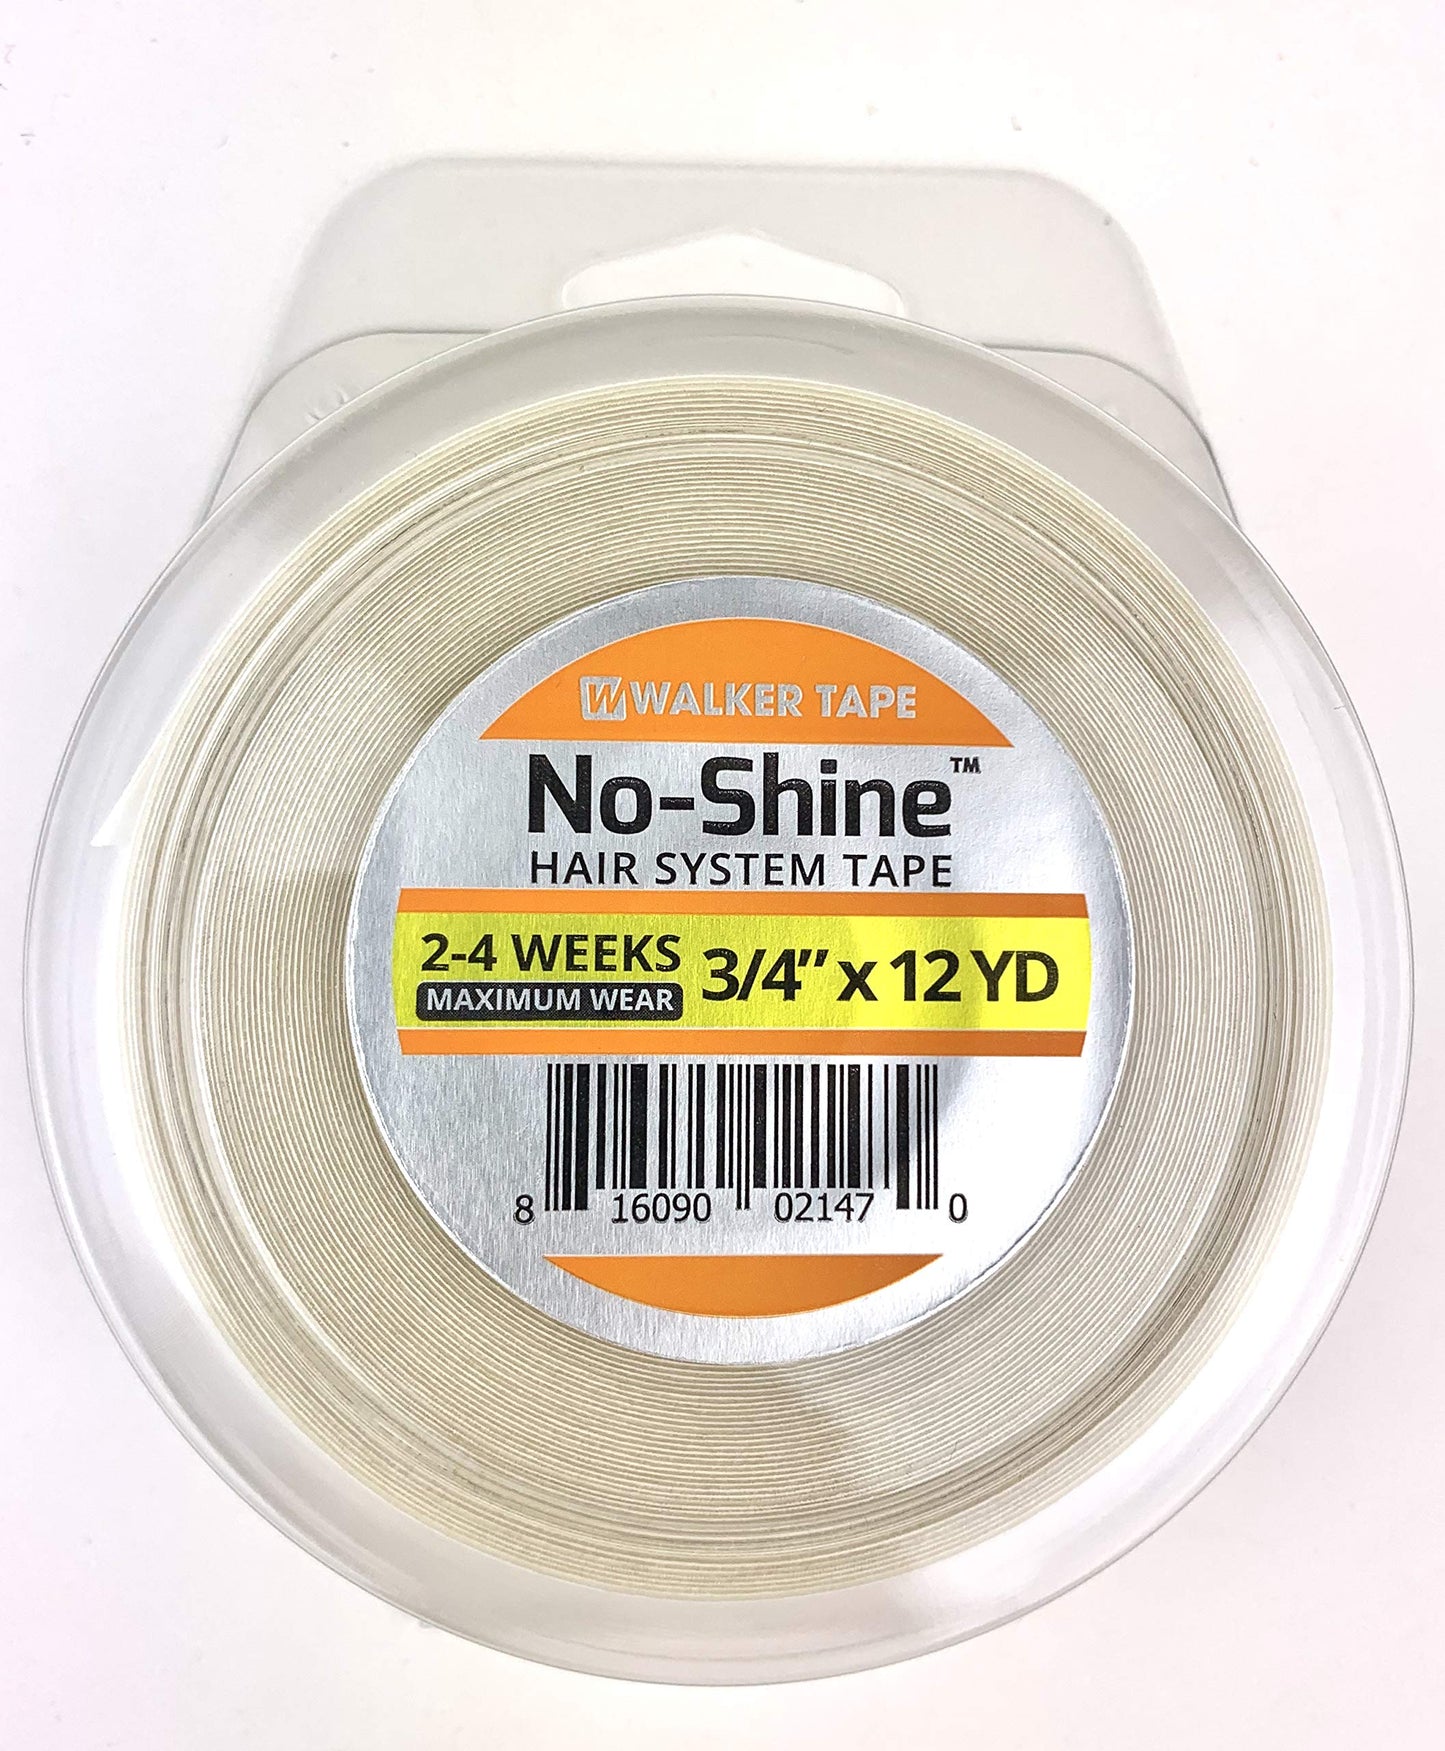 W WALKER TAPE
No-Shine™
HAIR SYSTEM TAPE
2-4 WEEKS
MAXIMUM WEAR
3/4" x 12 YD
8 16090 02147 0